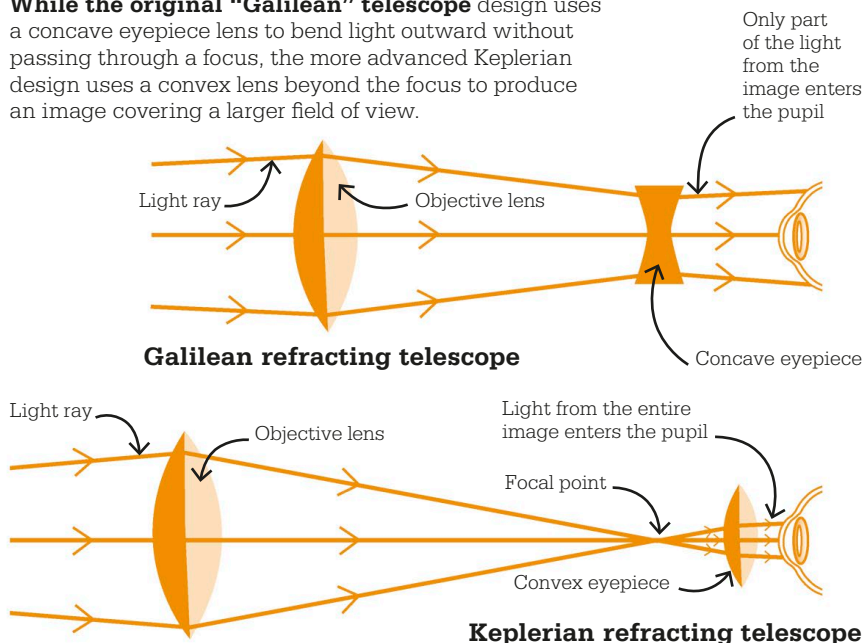 While the original “Galilean” telescope design uses
a concave eyepiece lens to bend light outward without
passing through a focus, the more advanced Keplerian
design uses a convex lens beyond the focus to produce
an image covering a larger field of view.
Only part
of the light
from the
image enters
the pupil
Light ray
Objective lens
Galilean refracting telescope
Concave eyepiece
Light ray
Objective lens
Light from the entire
image enters the pupil
Focal point
Convex eyepiece
Keplerian refracting telescope